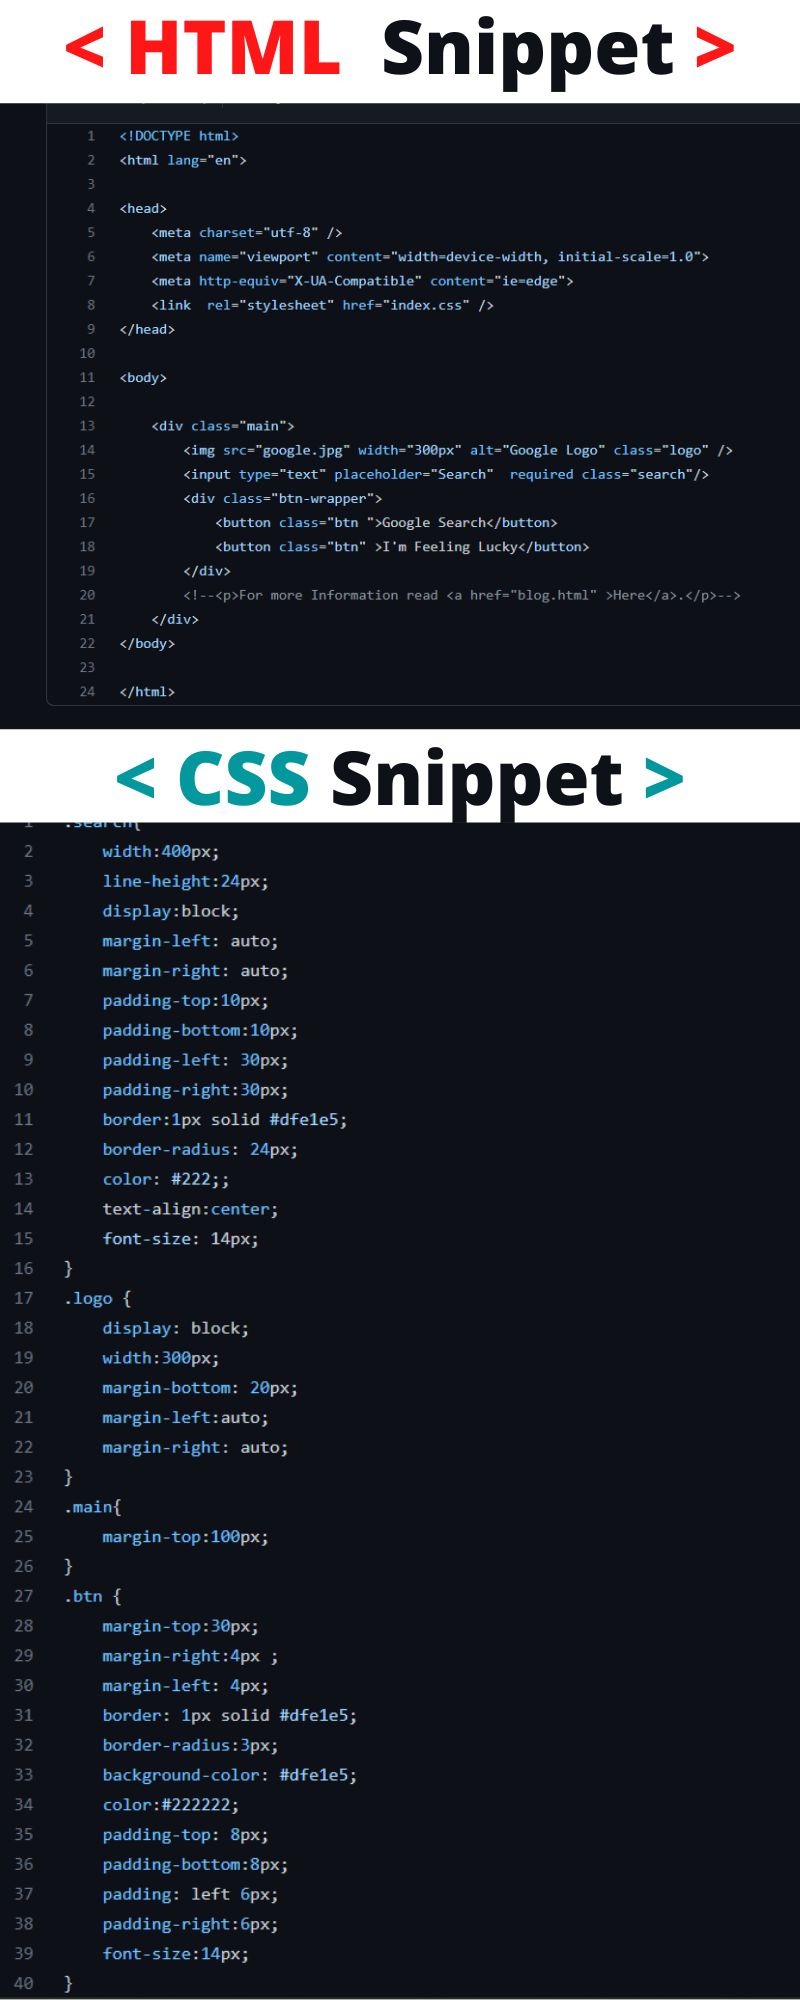 < HTML Snippet >
1 <!DOCTYPE html>
2 <html lang="en">
3
4 <head>
5     <meta charset="utf-8" />
6     <meta name="viewport" content="width=device-width, initial-scale=1.0">
7     <meta http-equiv="X-UA-Compatible" content="ie=edge">
8     <link  rel="stylesheet" href="index.css" />
9 </head>
10
11 <body>
12
13     <div class="main">
14         <img src="google.jpg" width="300px" alt="Google Logo" class="logo" />
15         <input type="text" placeholder="Search"  required class="search"/>
16         <div class="btn-wrapper">
17             <button class="btn ">Google Search</button>
18             <button class="btn" >I'm Feeling Lucky</button>
19         </div>
20         <!--<p>For more Information read <a href="blog.html" >Here</a>.</p>-->
21     </div>
22 </body>
23
24 </html>
< CSS Snippet >
1 .search{
2     width:400px;
3     line-height:24px;
4     display:block;
5     margin-left: auto;
6     margin-right: auto;
7     padding-top:10px;
8     padding-bottom:10px;
9     padding-left: 30px;
10     padding-right:30px;
11     border:1px solid #dfe1e5;
12     border-radius: 24px;
13     color: #222;;
14     text-align:center;
15     font-size: 14px;
16 }
17 .logo {
18     display: block;
19     width:300px;
20     margin-bottom: 20px;
21     margin-left:auto;
22     margin-right: auto;
23 }
24 .main{
25     margin-top:100px;
26 }
27 .btn {
28     margin-top:30px;
29     margin-right:4px ;
30     margin-left: 4px;
31     border: 1px solid #dfe1e5;
32     border-radius:3px;
33     background-color: #dfe1e5;
34     color:#222222;
35     padding-top: 8px;
36     padding-bottom:8px;
37     padding: left 6px;
38     padding-right:6px;
39     font-size:14px;
40 }